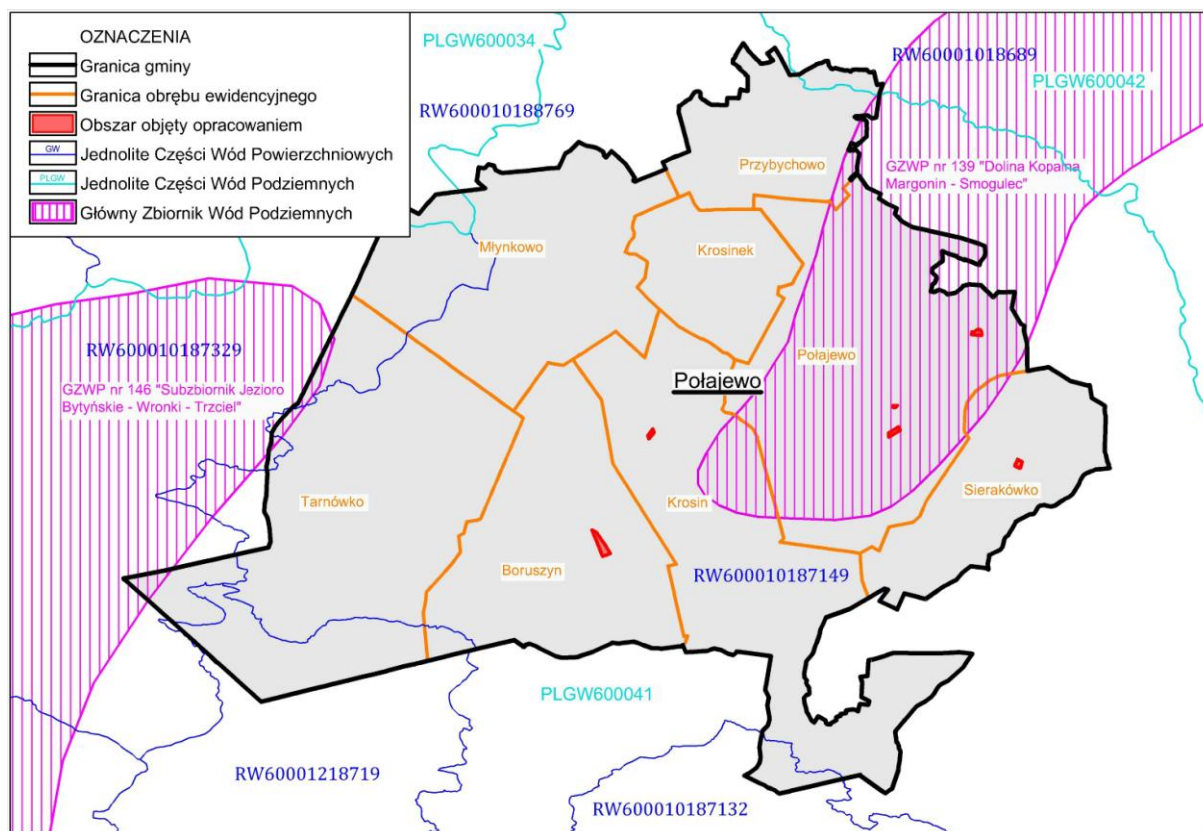 OZNACZENIA
Granica gminy
Granica obrębu ewidencyjnego
Obszar objęty opracowaniem
GW
Jednolite Części Wód Powierzchniowych
PLGW
Jednolite Części Wód Podziemnych
Główny Zbiornik Wód Podziemnych
PLGW600034
RW60001018689
PLGW600042
RW600010188769
Przybychowo
GZWP nr 139 "Dolina Kopalna
Margonin - Smogulec"
Młynkowo
Krosinek
RW600010187329
Połajewo
GZWP nr 146 "Subzbiornik Jezioro
Bytyńskie - Wronki - Trzciel"
Połajewo
Tarnówko
Krosin
Sierakówko
Boruszyn
RW600010187149
PLGW600041
RW60001218719
RW600010187132